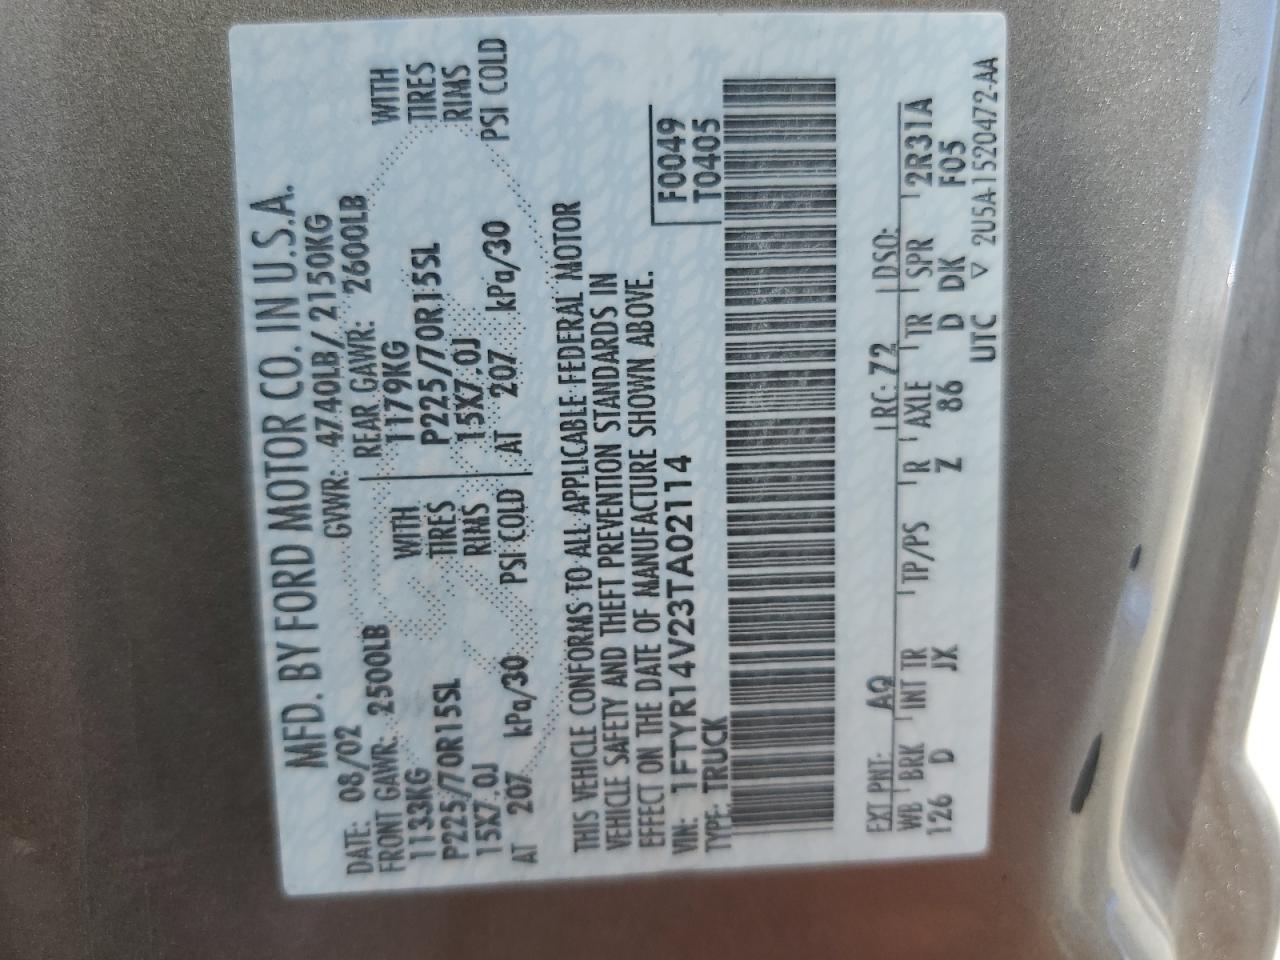 MFD. BY FORD MOTOR CO. IN U.S.A.
DATE: 08/02 GVWR: 4740LB/ 2150KG
FRONT GAWR: 2500LB REAR GAWR: 2600LB
1133KG WITH 1179KG WITH
P225/70R15SL TIRES P225/70R15SL TIRES
15X7.0J RIMS 15X7.0J RIMS
AT 207 kPa/30 PSI COLD AT 207 kPa/30 PSI COLD
THIS VEHICLE CONFORMS TO ALL APPLICABLE FEDERAL MOTOR
VEHICLE SAFETY AND THEFT PREVENTION STANDARDS IN
EFFECT ON THE DATE OF MANUFACTURE SHOWN ABOVE.
VIN: 1FTYR14V23TA02114 F0049
TYPE: TRUCK T0405
EXT PNT: AQ RC: 72 DSO:
WB BRK INT TR TP/PS R AXLE TR SPR 2R31A
126 D JX Z 86 D DK F05
UTC ▽ 2U5A-1520472-AA